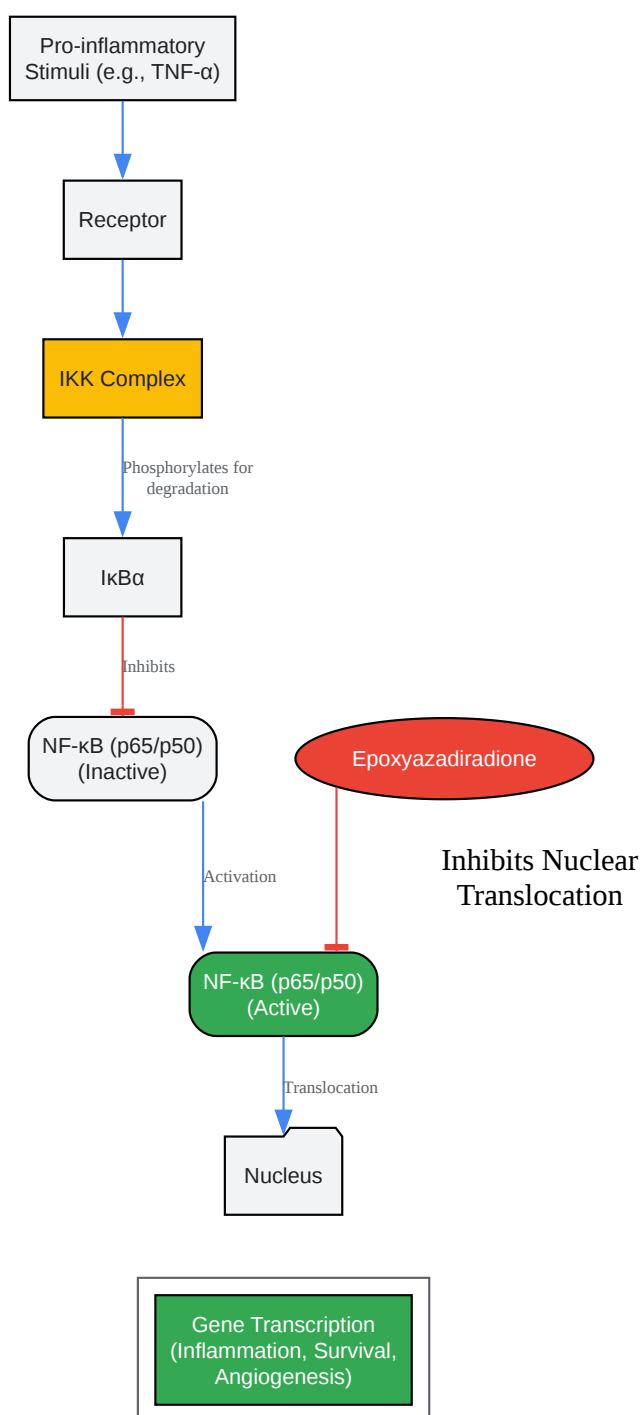 Pro-inflammatory
Stimuli (e.g., TNF-α)
Receptor
IKK Complex
Phosphorylates for
degradation
IκBα
Inhibits
NF-κB (p65/p50)
(Inactive)
Epoxyazadiradione
Inhibits Nuclear
Translocation
Activation
NF-κB (p65/p50)
(Active)
Translocation
Nucleus
Gene Transcription
(Inflammation, Survival,
Angiogenesis)